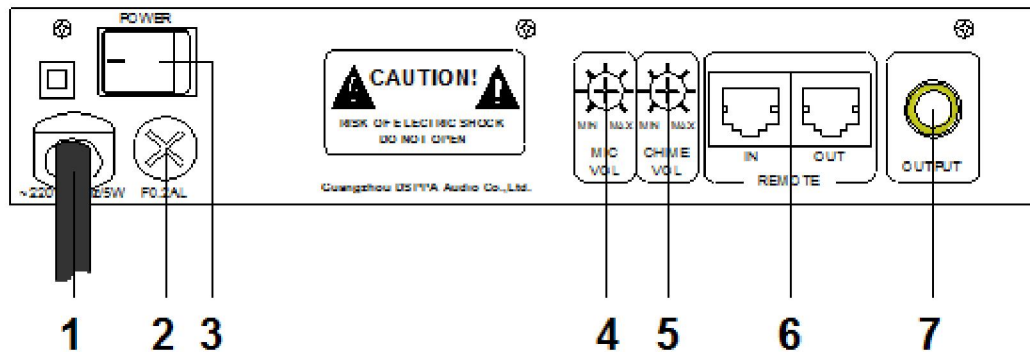 POWER
CAUTION!
RISK OF ELECTRIC SHOCK
DO NOT OPEN
MIN MAX
MIC
VOL
MIN MAX
CHIME
VOL
IN OUT
REMOTE
OUTPUT
~220 /5W
F0.2AL
Guangzhou DSPPA Audio Co.,Ltd.
1 2 3 4 5 6 7